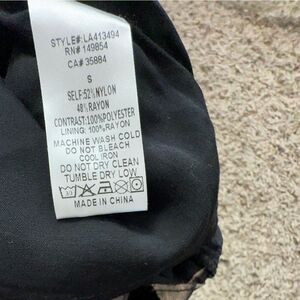 STYLE#:LA413494
RN# 149854
CA# 35884
S
SELF:52%NYLON
48%RAYON
CONTRAST:100%POLYESTER
LINING: 100%RAYON
MACHINE WASH COLD
DO NOT BLEACH
COOL IRON
DO NOT DRY CLEAN
TUMBLE DRY LOW
MADE IN CHINA